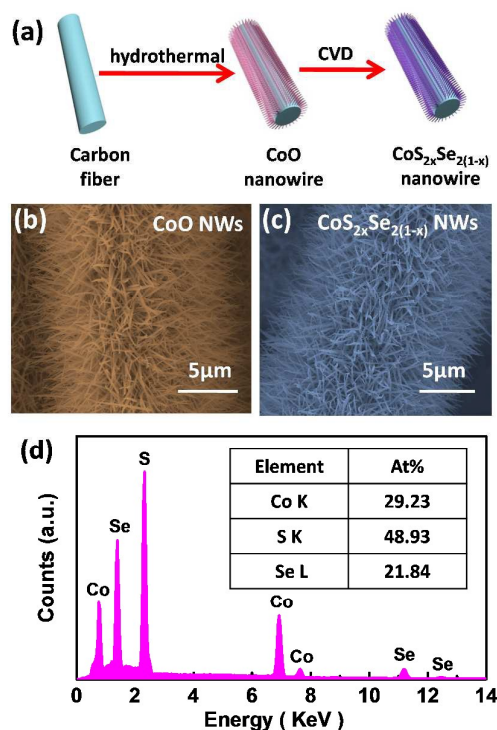 (a)
hydrothermal
CVD
Carbon fiber
CoO nanowire
CoS2xSe2(1-x) nanowire
(b)
CoO NWs
5μm
(c)
CoS2xSe2(1-x) NWs
5μm
(d)
Counts (a.u.)
Co
Se
S
Co
Co
Se
Se
Element At%
Co K 29.23
S K 48.93
Se L 21.84
0 2 4 6 8 10 12 14
Energy ( KeV )